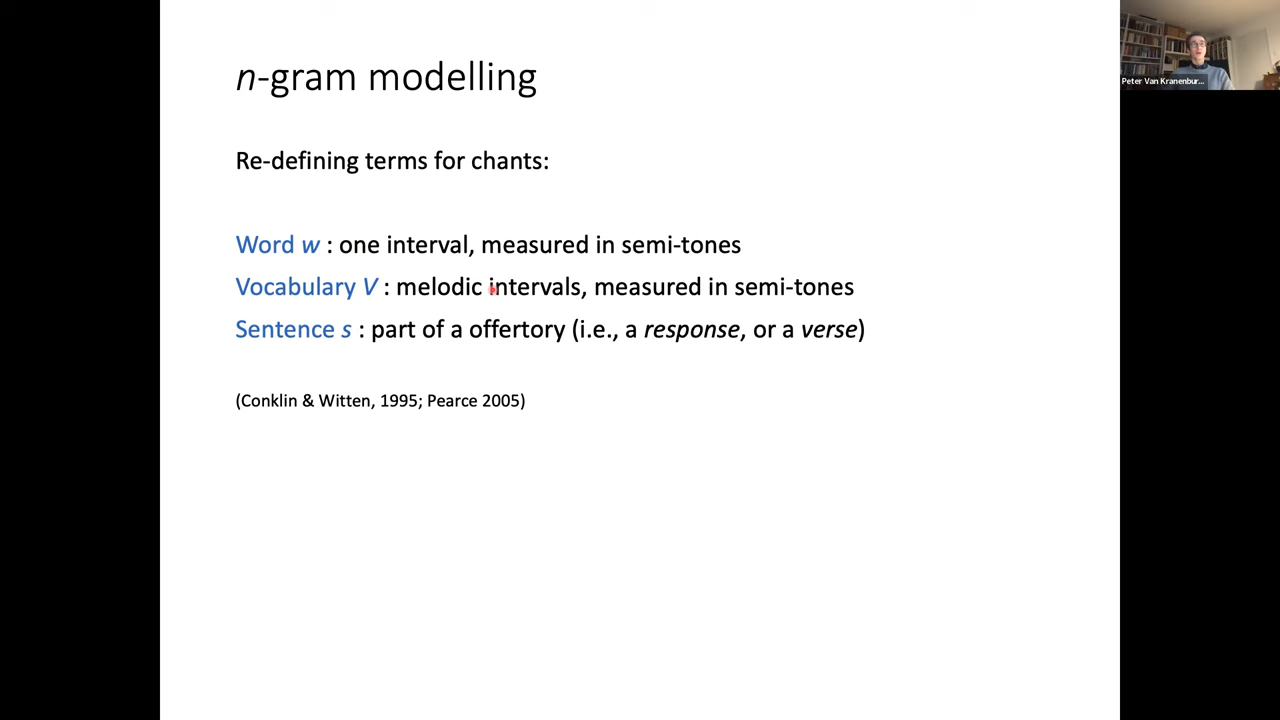 n-gram modelling
Peter Van Kranenbur...
Re-defining terms for chants:
Word w : one interval, measured in semi-tones
Vocabulary V : melodic intervals, measured in semi-tones
Sentence s : part of a offertory (i.e., a response, or a verse)
(Conklin & Witten, 1995; Pearce 2005)